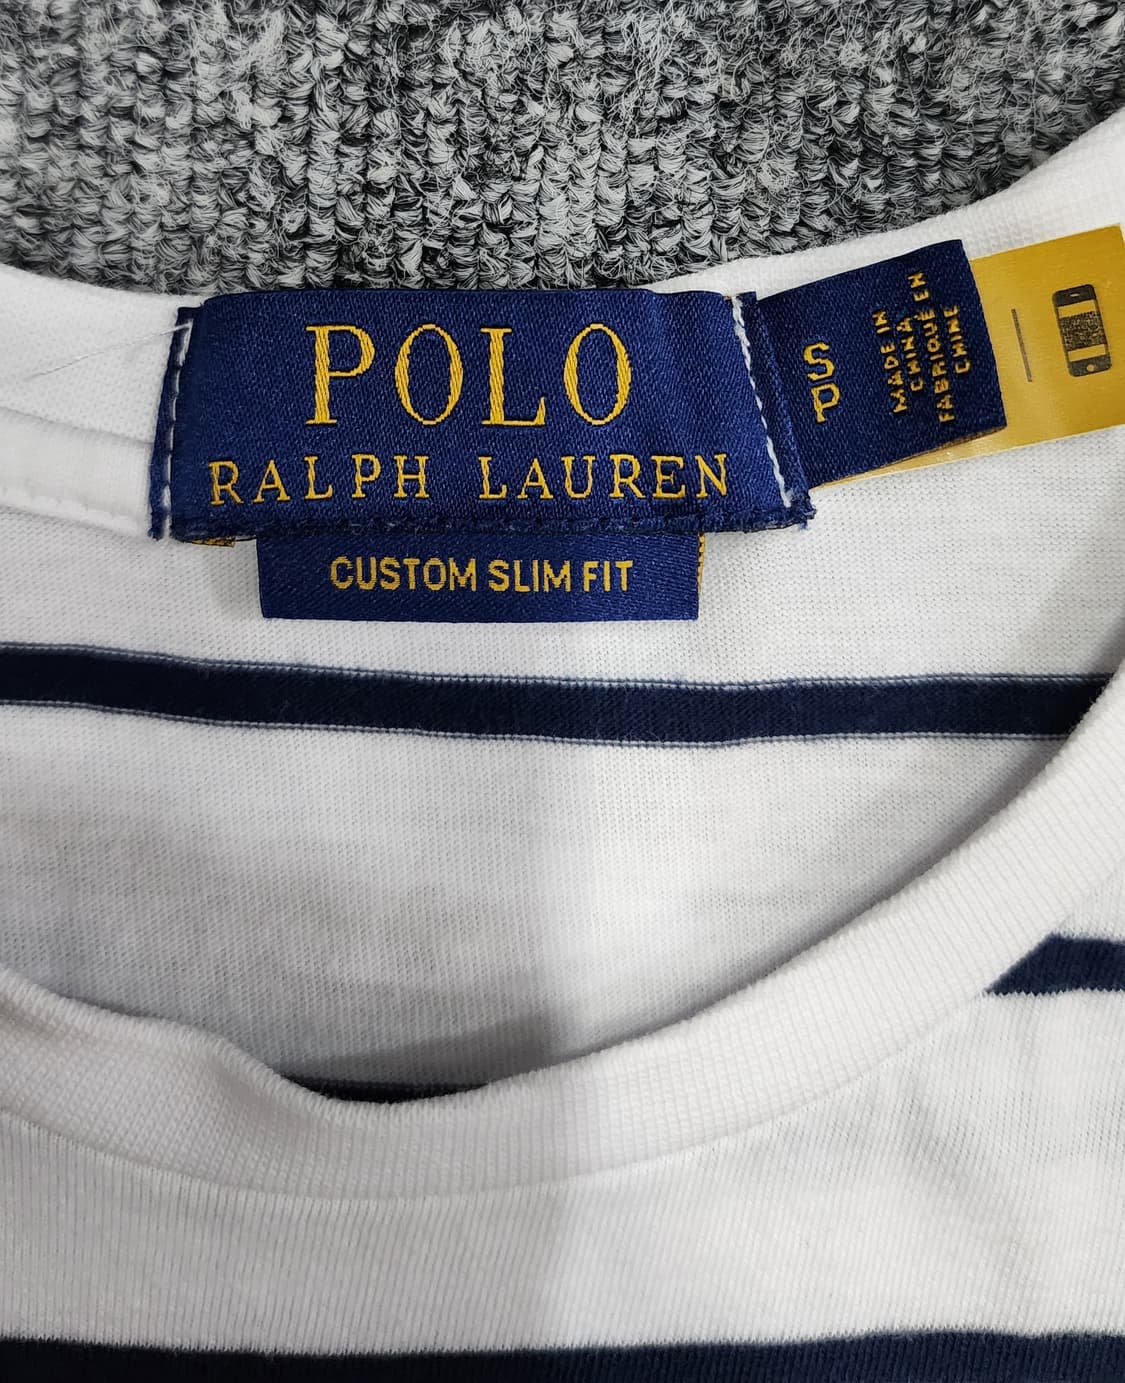 POLO
RALPH LAUREN
CUSTOM SLIM FIT
S
P
MADE IN
CHINA
FABRIQUÉ EN
CHINE